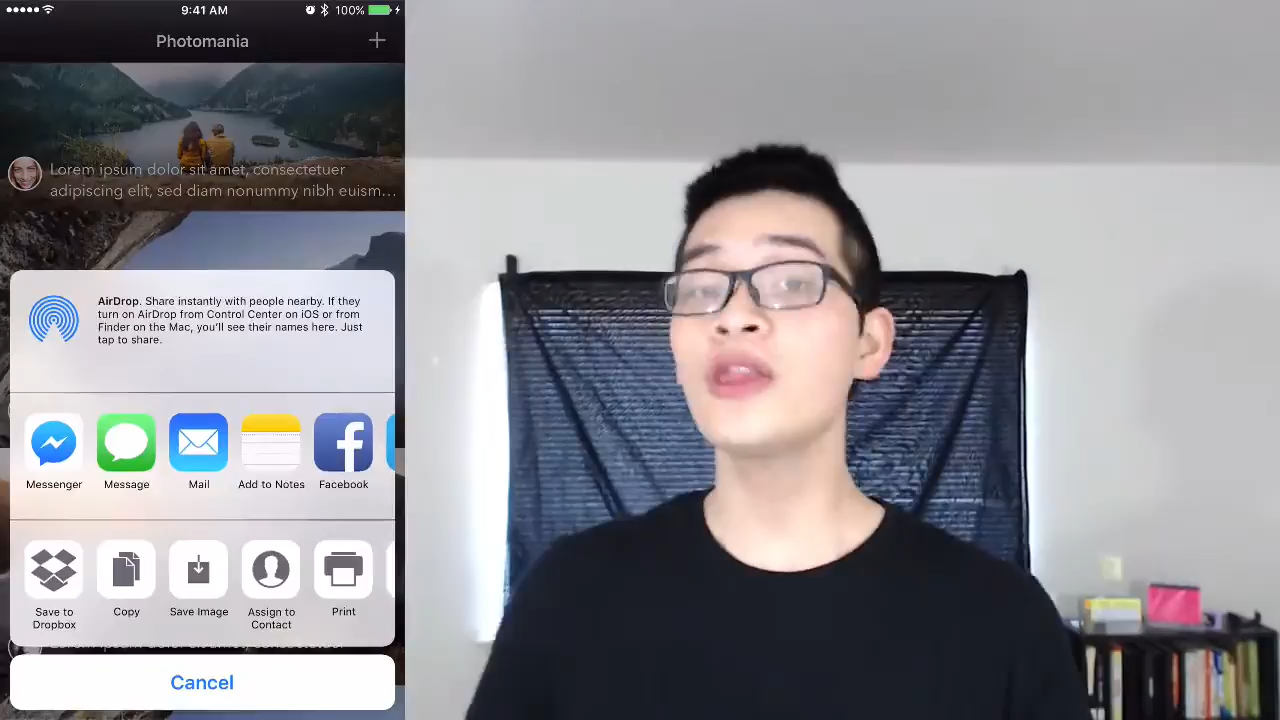 9:41 AM
100%
Photomania
Lorem ipsum dolor sit amet, consectetuer
adipiscing elit, sed diam nonummy nibh euism...
AirDrop. Share instantly with people nearby. If they
turn on AirDrop from Control Center on iOS or from
Finder on the Mac, you'll see their names here. Just
tap to share.
Messenger
Message
Mail
Add to Notes
Facebook
Save to
Dropbox
Copy
Save Image
Assign to
Contact
Print
Cancel